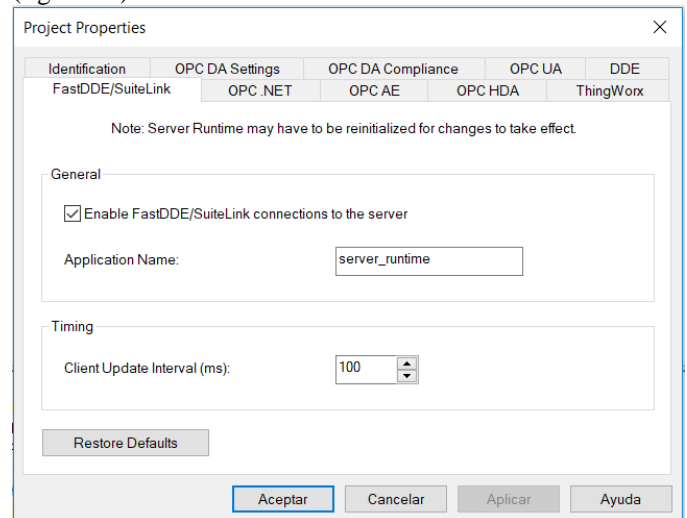 Project Properties
Identification OPC DA Settings OPC DA Compliance OPC UA DDE
FastDDE/SuiteLink OPC .NET OPC AE OPC HDA ThingWorx
Note: Server Runtime may have to be reinitialized for changes to take effect.
General
Enable FastDDE/SuiteLink connections to the server
Application Name: server_runtime
Timing
Client Update Interval (ms): 100
Restore Defaults
Aceptar Cancelar Aplicar Ayuda